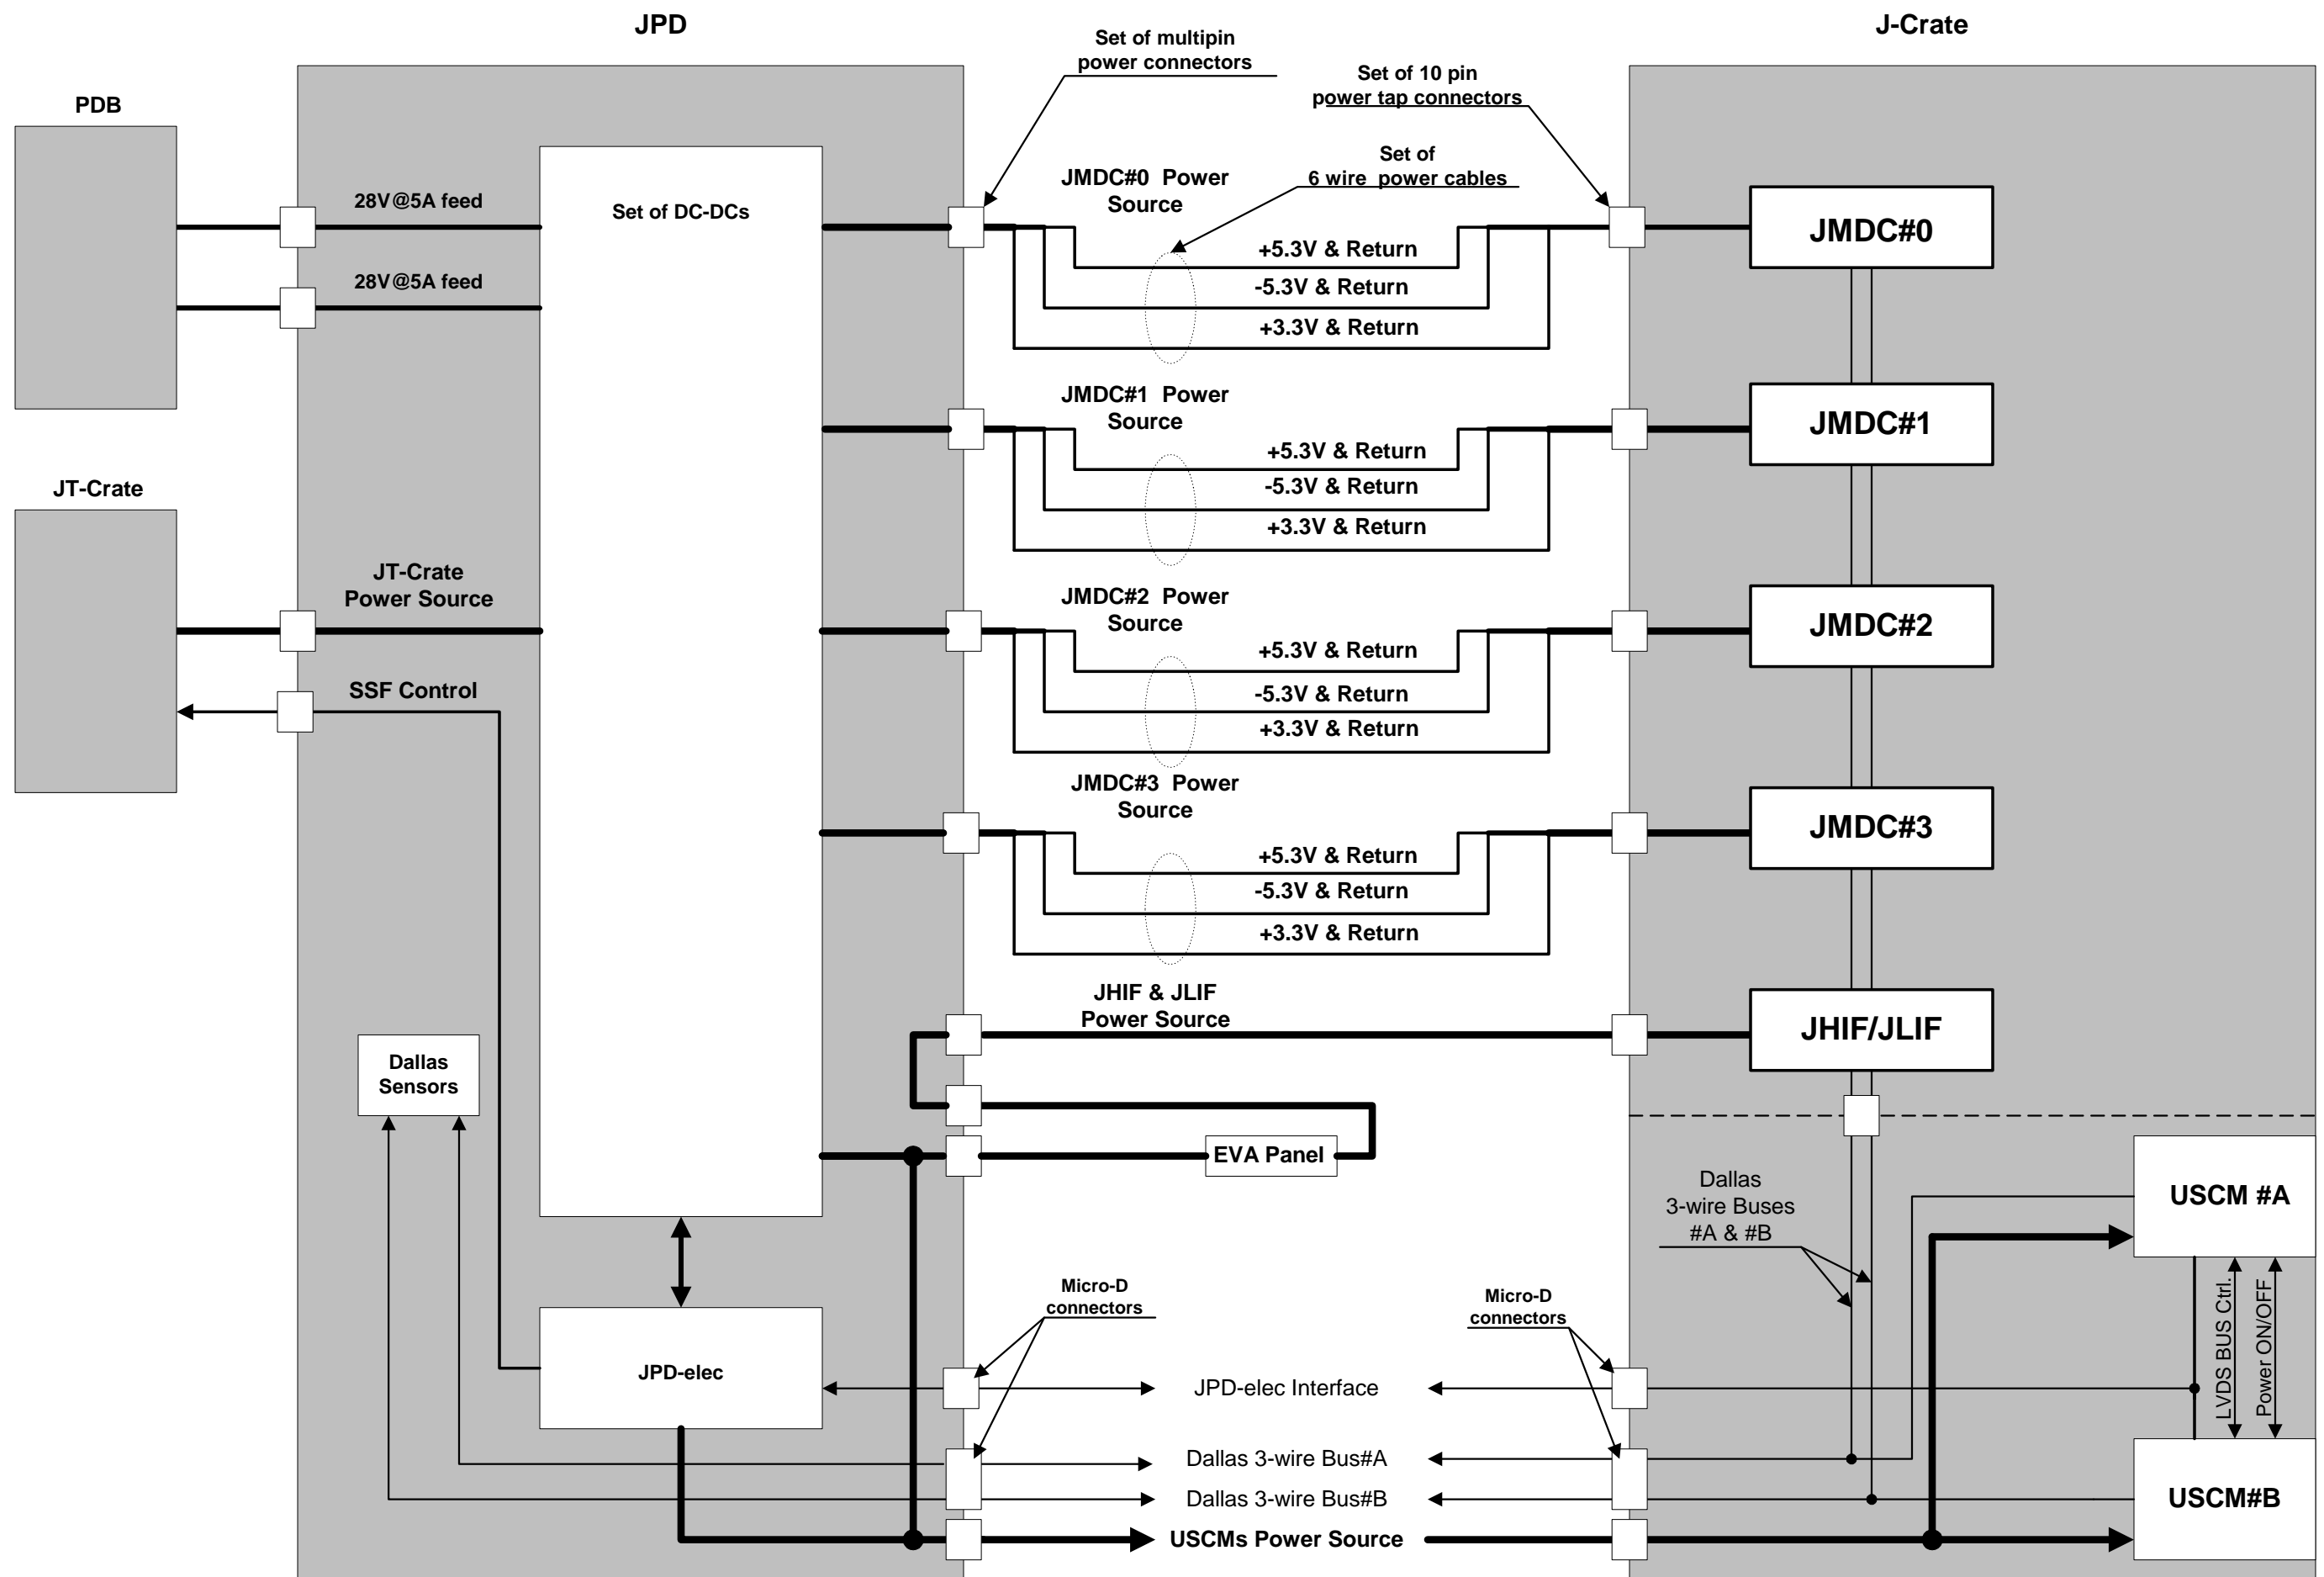 JPD
J-Crate
Set of multipin
power connectors
Set of 10 pin
power tap connectors
PDB
Set of
6 wire  power cables
JMDC#0  Power
Source
28V@5A feed
Set of DC-DCs
JMDC#0
+5.3V & Return
28V@5A feed
-5.3V & Return
+3.3V & Return
JMDC#1  Power
Source
JMDC#1
+5.3V & Return
-5.3V & Return
+3.3V & Return
JT-Crate
JT-Crate
Power Source
JMDC#2  Power
Source
JMDC#2
+5.3V & Return
SSF Control
-5.3V & Return
+3.3V & Return
JMDC#3  Power
Source
JMDC#3
+5.3V & Return
-5.3V & Return
+3.3V & Return
JHIF & JLIF
Power Source
JHIF/JLIF
Dallas
Sensors
EVA Panel
Dallas
3-wire Buses
#A & #B
USCM #A
Micro-D
connectors
Micro-D
connectors
LVDS BUS Ctrl.
Power ON/OFF
JPD-elec
JPD-elec Interface
Dallas 3-wire Bus#A
Dallas 3-wire Bus#B
USCM#B
USCMs Power Source